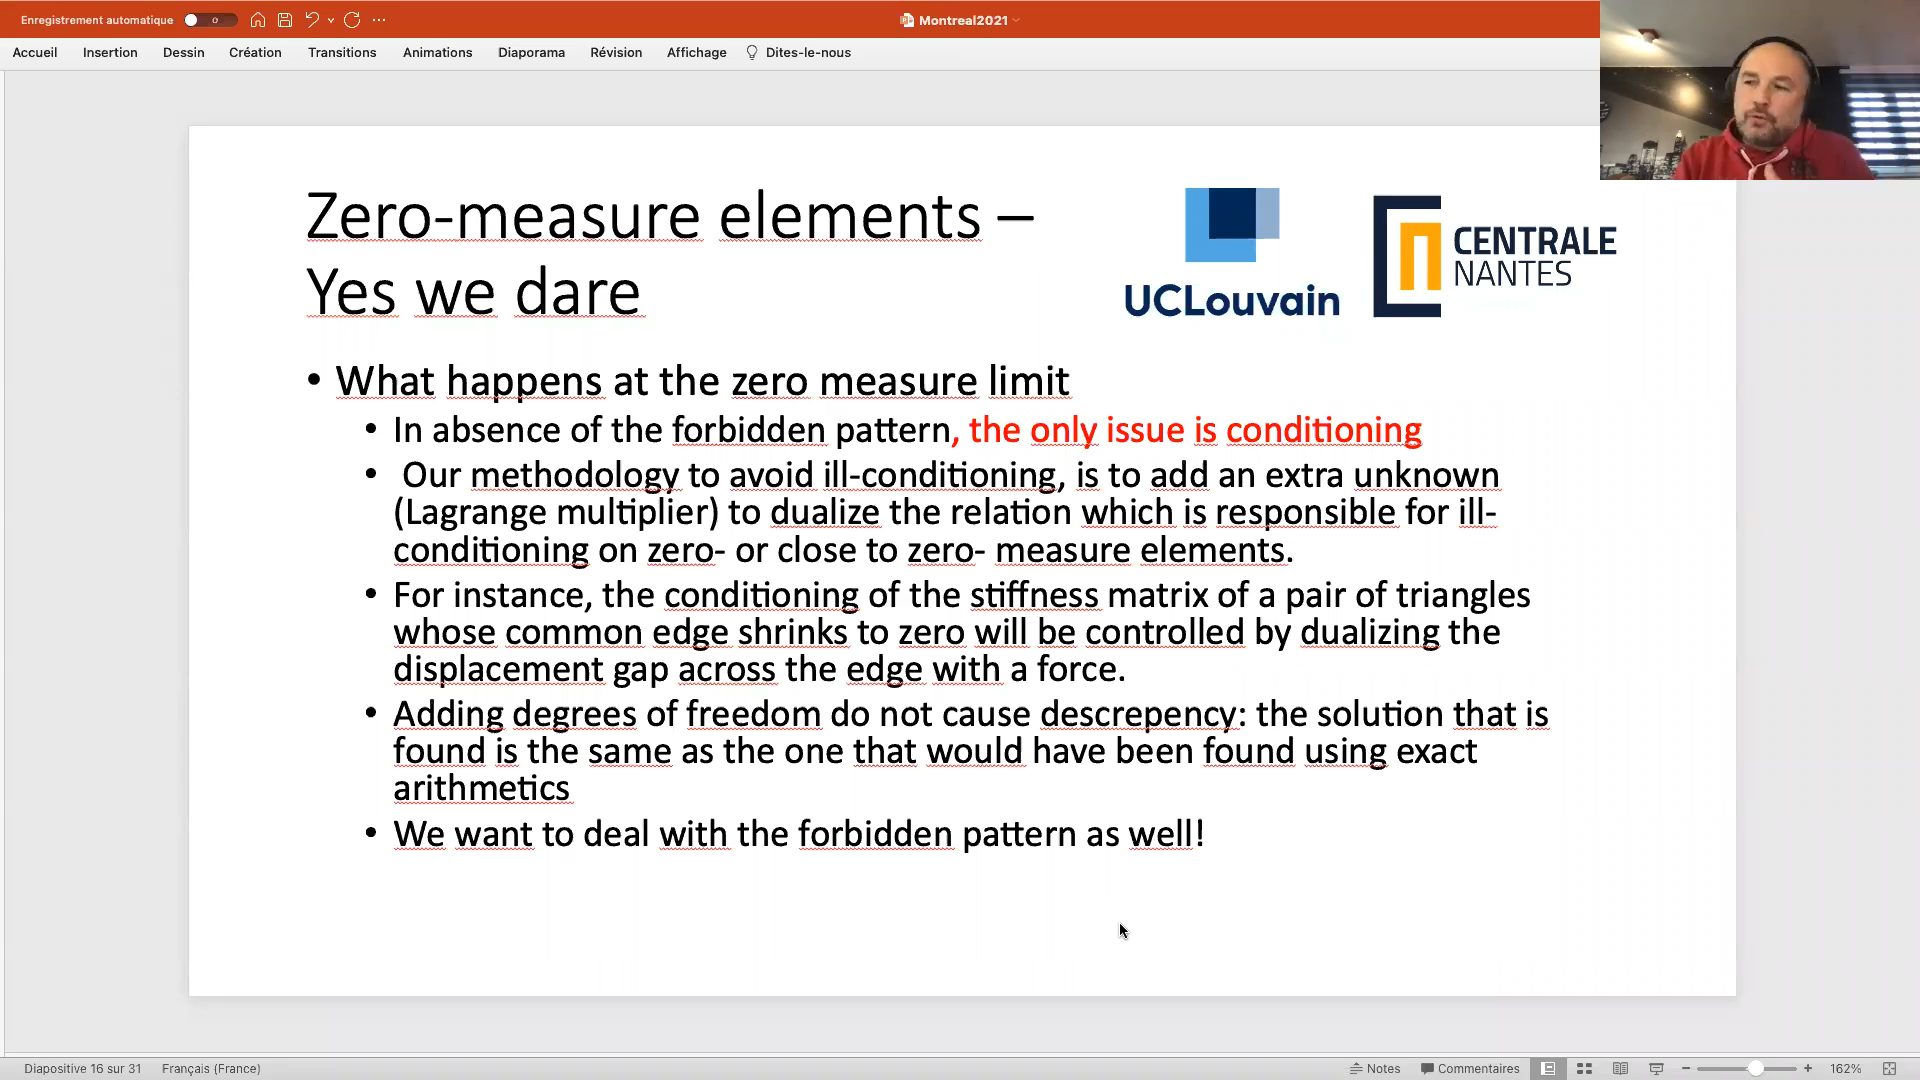 Enregistrement automatique
Montreal2021
Accueil Insertion Dessin Création Transitions Animations Diaporama Révision Affichage Dites-le-nous
Zero-measure elements –
Yes we dare
UCLouvain
CENTRALE
NANTES
• What happens at the zero measure limit
• In absence of the forbidden pattern, the only issue is conditioning
• Our methodology to avoid ill-conditioning, is to add an extra unknown
(Lagrange multiplier) to dualize the relation which is responsible for ill-
conditioning on zero- or close to zero- measure elements.
• For instance, the conditioning of the stiffness matrix of a pair of triangles
whose common edge shrinks to zero will be controlled by dualizing the
displacement gap across the edge with a force.
• Adding degrees of freedom do not cause descrepency: the solution that is
found is the same as the one that would have been found using exact
arithmetics
• We want to deal with the forbidden pattern as well!
Diapositive 16 sur 31 Français (France) Notes Commentaires 162%